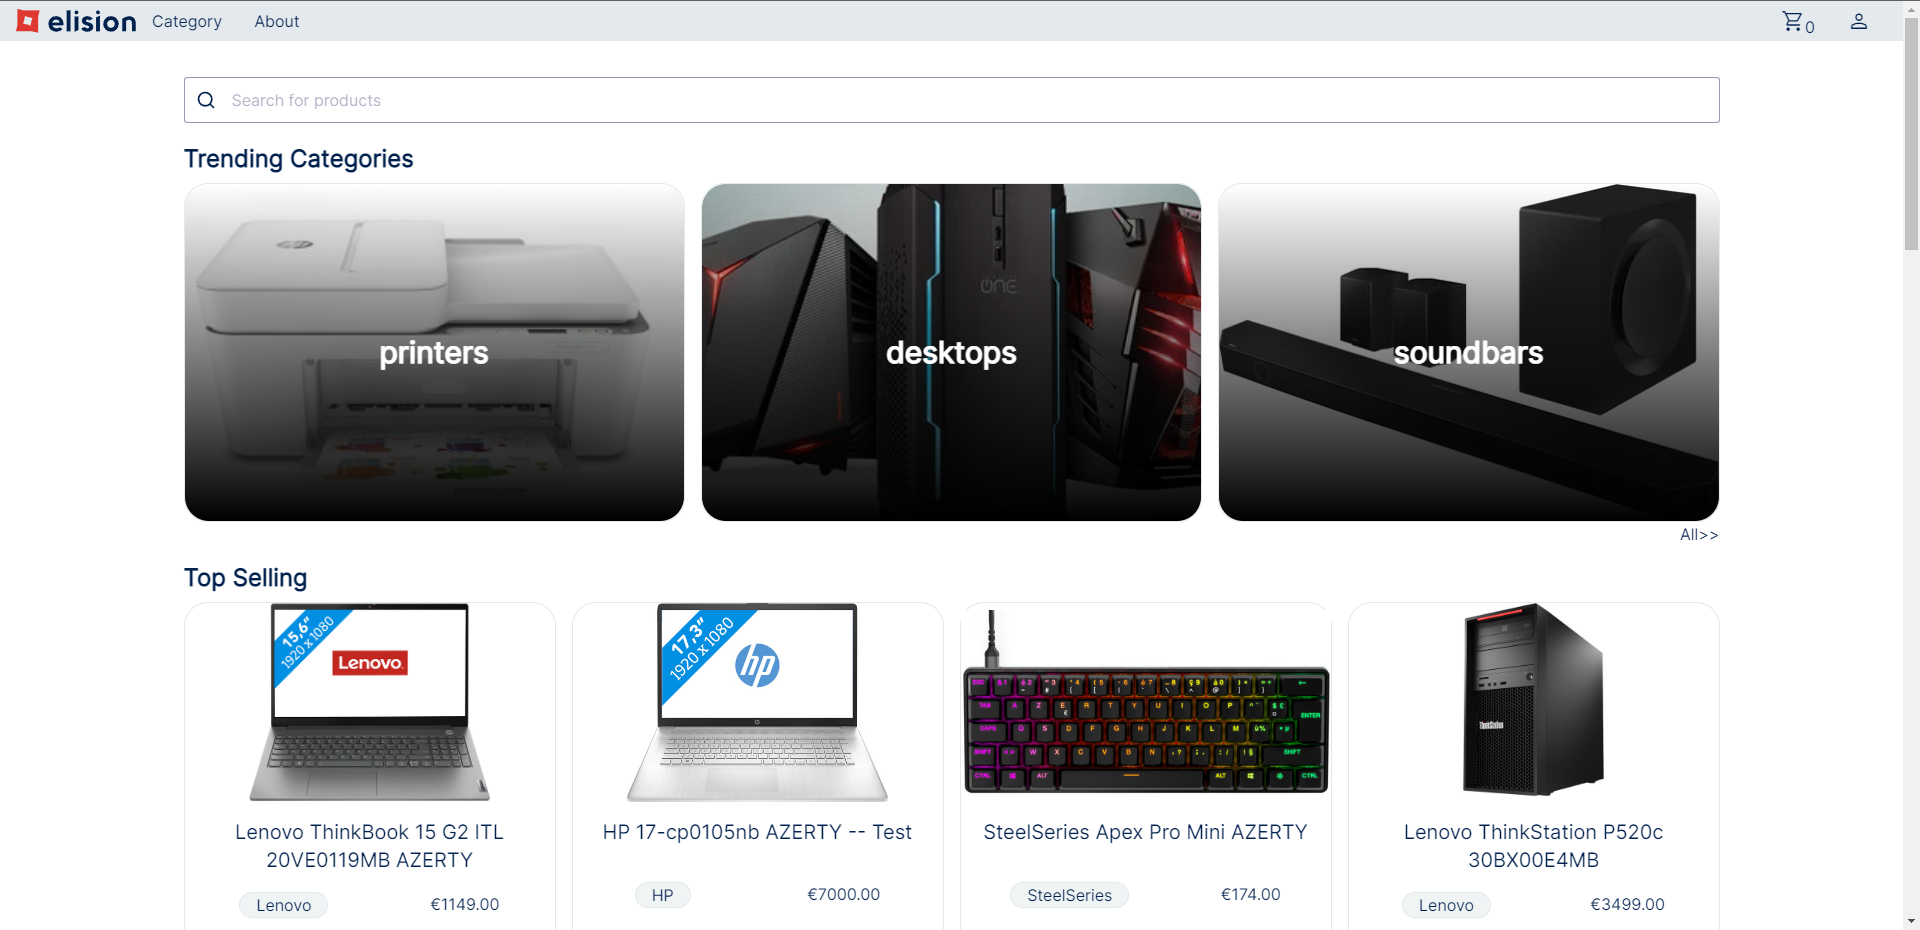 elision Category About 0
Search for products
Trending Categories
printers desktops soundbars
ONE
All>>
Top Selling
15,6"
1920 x 1080
Lenovo
17,3"
1920 x 1080
hp
ThinkStation
Lenovo ThinkBook 15 G2 ITL
20VE0119MB AZERTY
Lenovo
€1149.00
HP 17-cp0105nb AZERTY -- Test
HP
€7000.00
SteelSeries Apex Pro Mini AZERTY
SteelSeries
€174.00
Lenovo ThinkStation P520c
30BX00E4MB
Lenovo
€3499.00